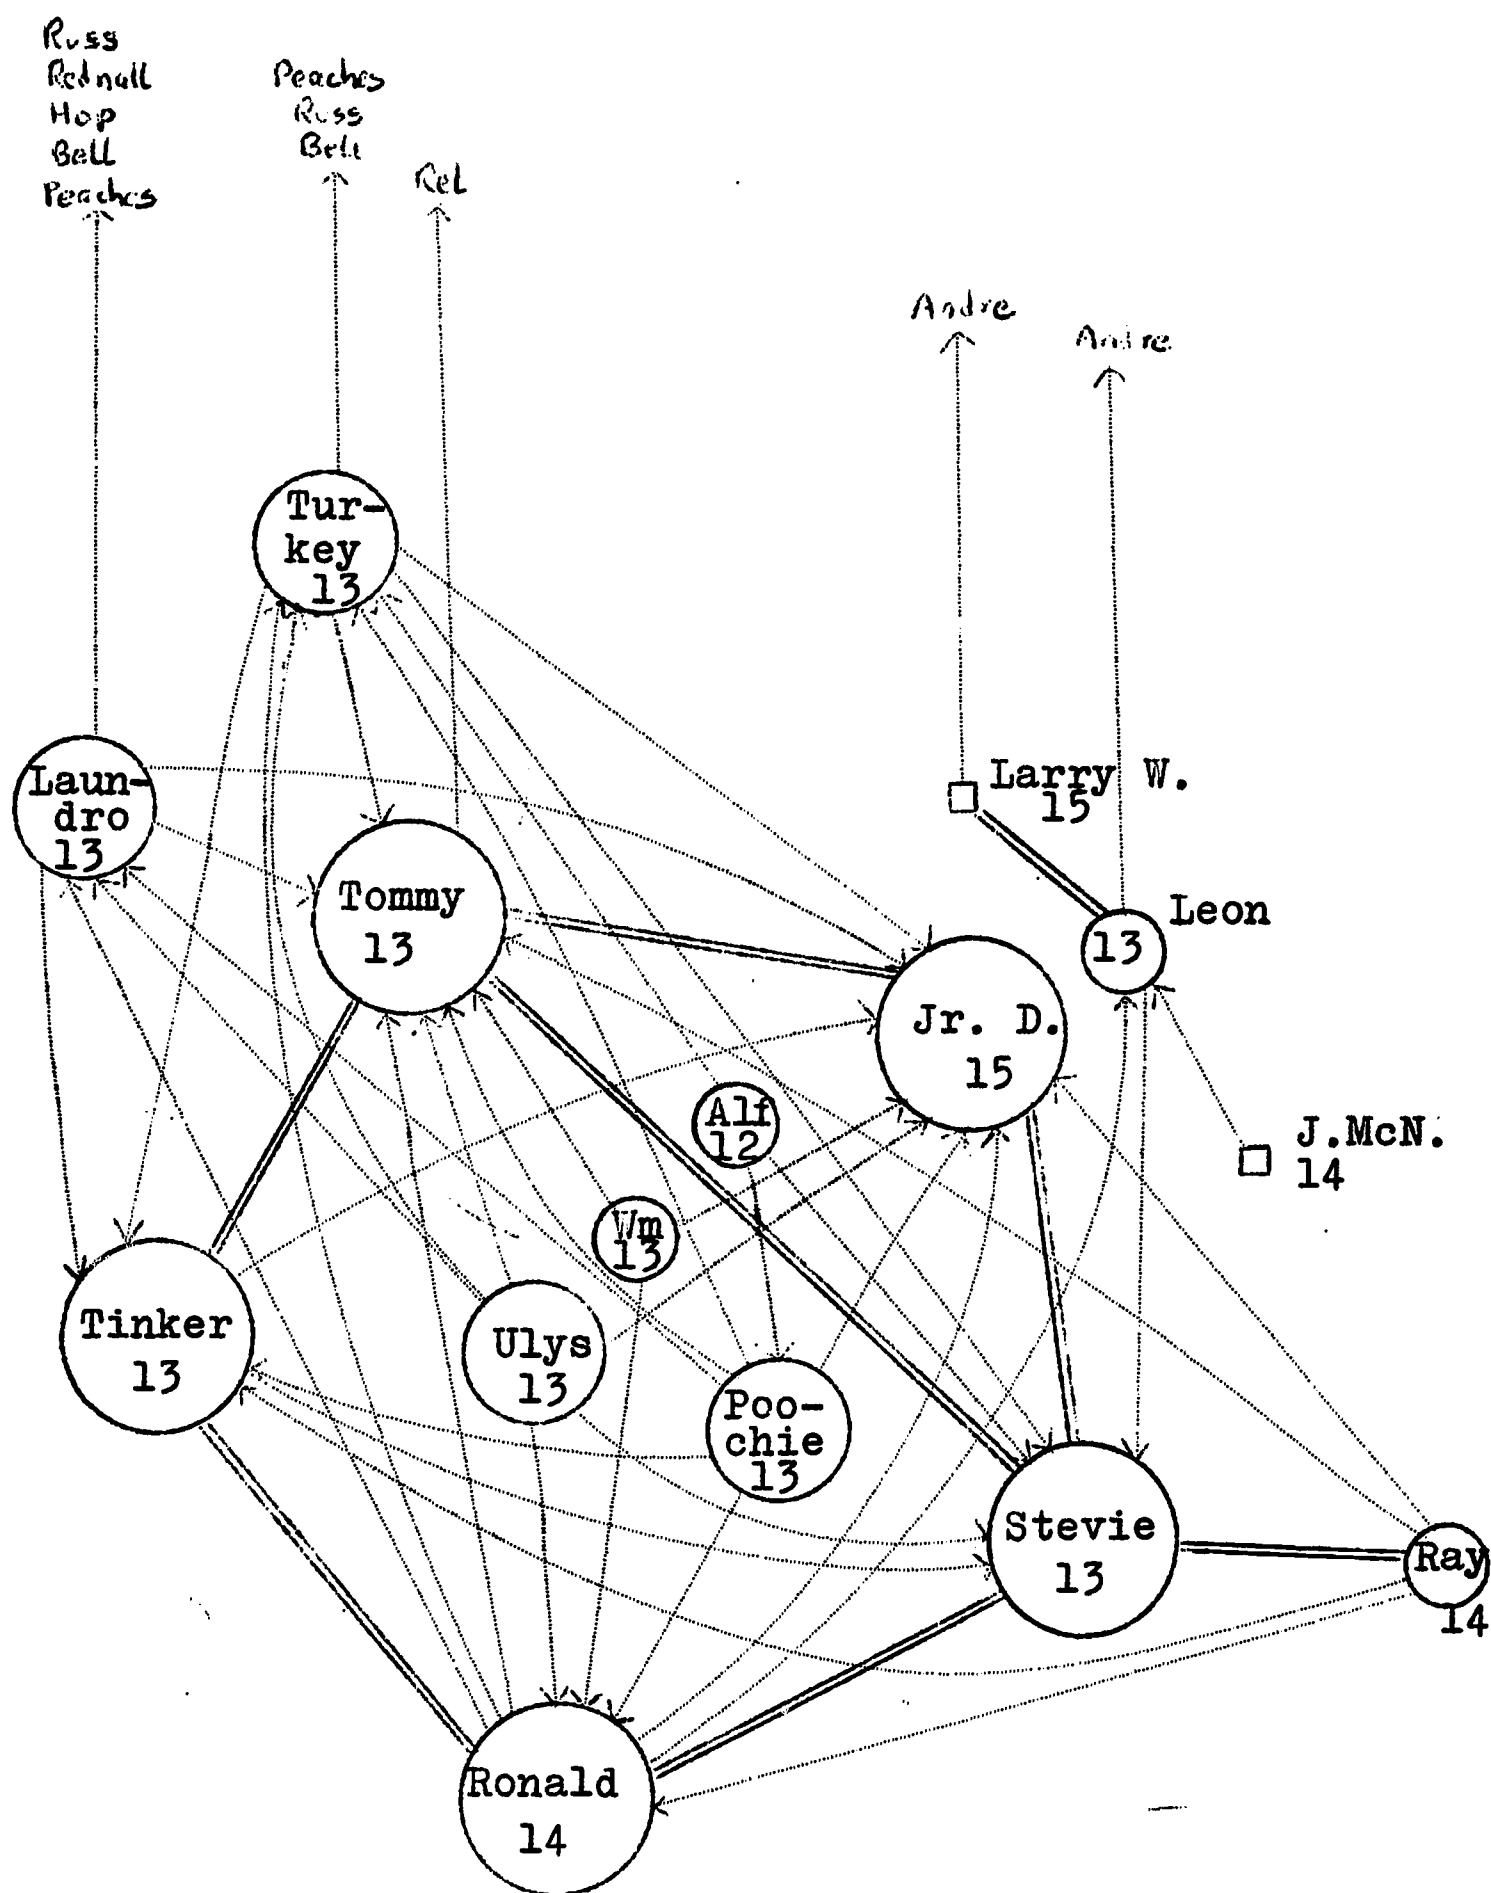 Russ
Rednall
Hop
Bell
Peaches
Peaches
Russ
Bell
Rel
Andre
Andre
Tur-
key
13
Laun-
dro
13
Larry W.
15
Tommy
13
Leon
13
Jr. D.
15
Alf
12
J.McN.
14
Wm
13
Tinker
13
Ulys
13
Poo-
chie
13
Stevie
13
Ray
14
Ronald
14